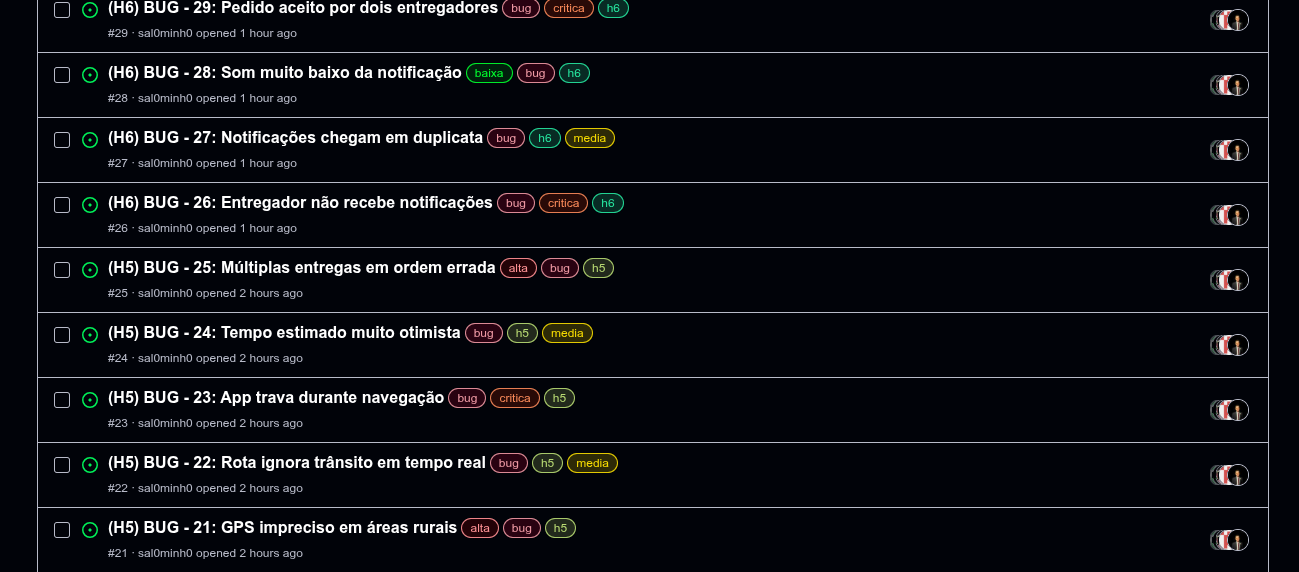 (H6) BUG - 29: Pedido aceito por dois entregadores bug critica h6
#29 · sal0minh0 opened 1 hour ago
(H6) BUG - 28: Som muito baixo da notificação baixa bug h6
#28 · sal0minh0 opened 1 hour ago
(H6) BUG - 27: Notificações chegam em duplicata bug h6 media
#27 · sal0minh0 opened 1 hour ago
(H6) BUG - 26: Entregador não recebe notificações bug critica h6
#26 · sal0minh0 opened 1 hour ago
(H5) BUG - 25: Múltiplas entregas em ordem errada alta bug h5
#25 · sal0minh0 opened 2 hours ago
(H5) BUG - 24: Tempo estimado muito otimista bug h5 media
#24 · sal0minh0 opened 2 hours ago
(H5) BUG - 23: App trava durante navegação bug critica h5
#23 · sal0minh0 opened 2 hours ago
(H5) BUG - 22: Rota ignora trânsito em tempo real bug h5 media
#22 · sal0minh0 opened 2 hours ago
(H5) BUG - 21: GPS impreciso em áreas rurais alta bug h5
#21 · sal0minh0 opened 2 hours ago